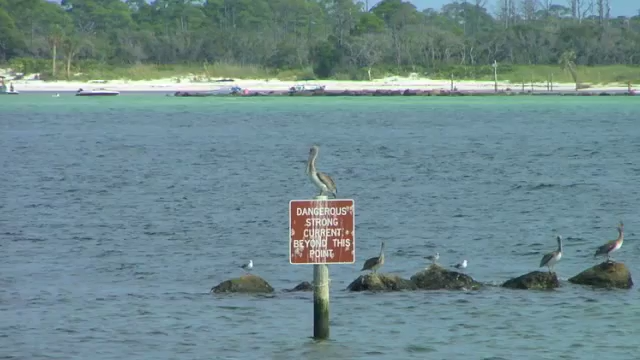 DANGEROUS
STRONG
CURRENT
BEYOND THIS
POINT